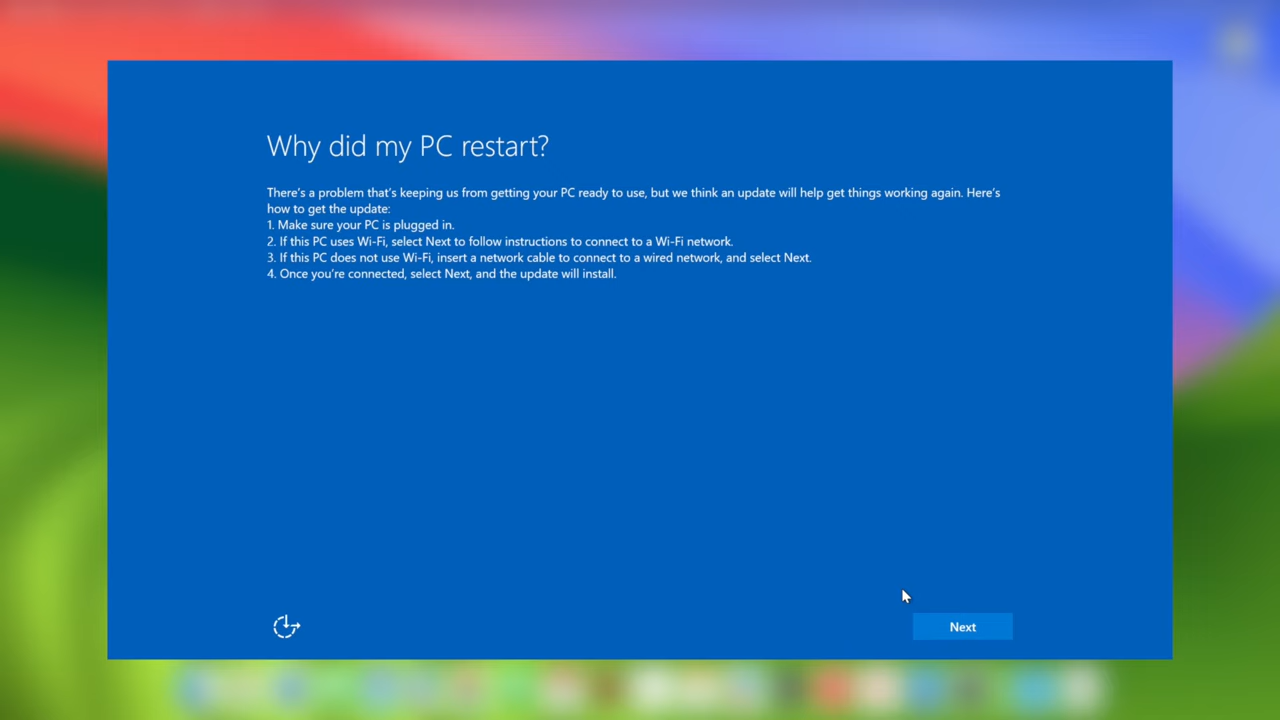 Why did my PC restart?
There's a problem that's keeping us from getting your PC ready to use, but we think an update will help get things working again. Here's
how to get the update:
1. Make sure your PC is plugged in.
2. If this PC uses Wi-Fi, select Next to follow instructions to connect to a Wi-Fi network.
3. If this PC does not use Wi-Fi, insert a network cable to connect to a wired network, and select Next.
4. Once you're connected, select Next, and the update will install.
Next